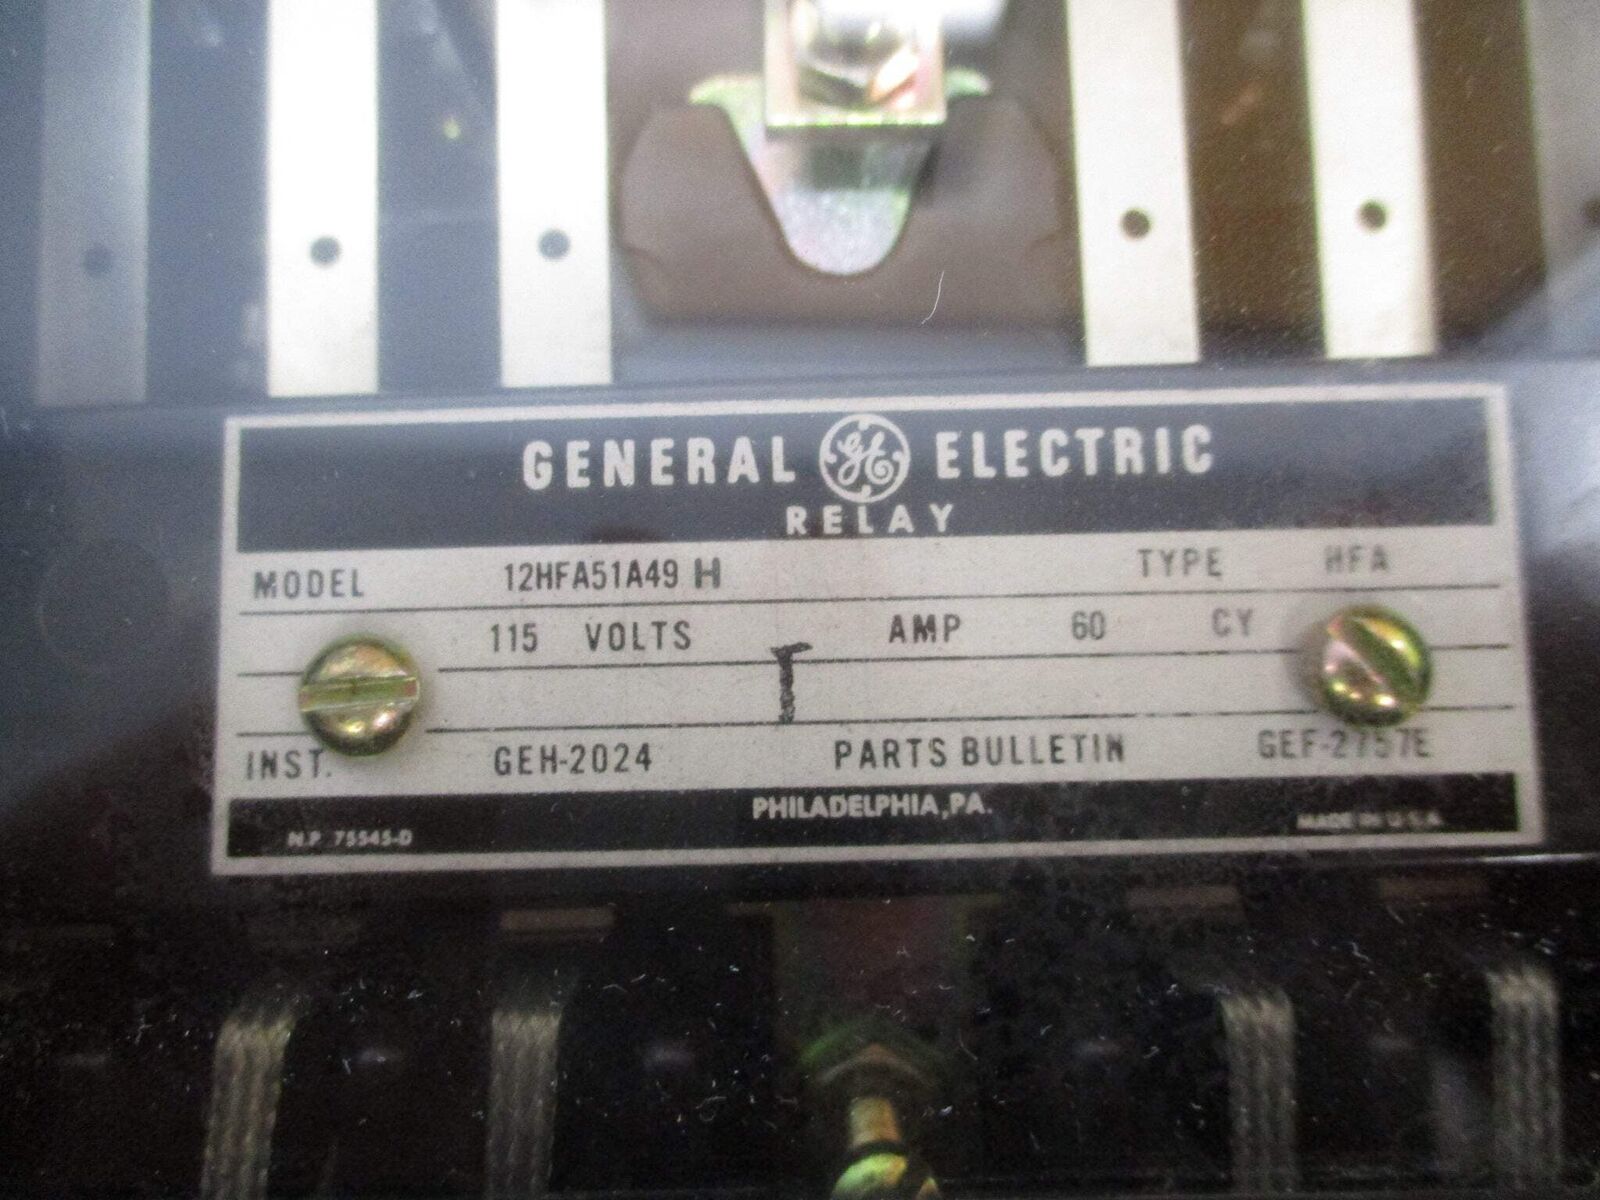 GENERAL GE ELECTRIC
RELAY
MODEL 12HFA51A49 H TYPE HFA
115 VOLTS AMP 60 CY
I
INST. GEH-2024 PARTS BULLETIN GEF-2757E
PHILADELPHIA, PA.
N.P. 75545-D MADE IN U.S.A.